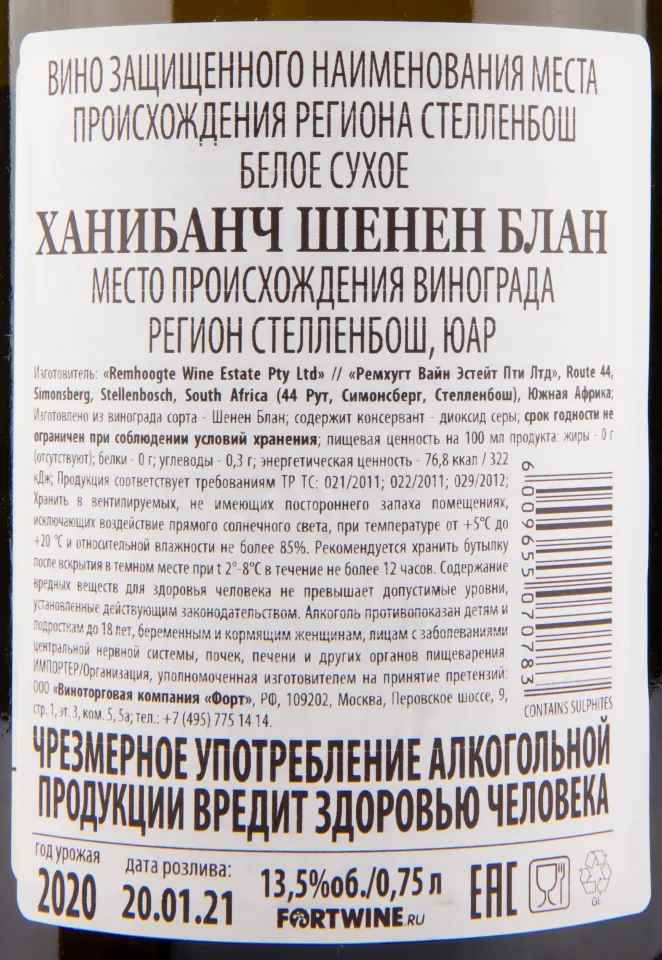 ВИНО ЗАЩИЩЕННОГО НАИМЕНОВАНИЯ МЕСТА
ПРОИСХОЖДЕНИЯ РЕГИОНА СТЕЛЛЕНБОШ
БЕЛОЕ СУХОЕ
ХАНИБАНЧ ШЕНЕН БЛАН
МЕСТО ПРОИСХОЖДЕНИЯ ВИНОГРАДА
РЕГИОН СТЕЛЛЕНБОШ, ЮАР
Изготовитель: «Remhoogte Wine Estate Pty Ltd» // «Ремхугт Вайн Эстейт Пти Лтд», Route 44,
Simonsberg, Stellenbosch, South Africa (44 Рут, Симонсберг, Стелленбош), Южная Африка;
Изготовлено из винограда сорта - Шенен Блан; содержит консервант - диоксид серы; срок годности не
ограничен при соблюдении условий хранения; пищевая ценность на 100 мл продукта: жиры - 0 г
(отсутствуют); белки - 0 г; углеводы - 0,3 г; энергетическая ценность - 76,8 ккал / 322
кДж; Продукция соответствует требованиям ТР ТС: 021/2011; 022/2011; 029/2012;
Хранить в вентилируемых, не имеющих постороннего запаха помещениях,
исключающих воздействие прямого солнечного света, при температуре от +5°С до
+20 °С и относительной влажности не более 85%. Рекомендуется хранить бутылку
после вскрытия в темном месте при t 2°-8°С в течение не более 12 часов. Содержание
вредных веществ для здоровья человека не превышает допустимые уровни,
установленные действующим законодательством. Алкоголь противопоказан детям и
подросткам до 18 лет, беременным и кормящим женщинам, лицам с заболеваниями
центральной нервной системы, почек, печени и других органов пищеварения.
ИМПОРТЕР/Организация, уполномоченная изготовителем на принятие претензий:
ООО «Виноторговая компания «Форт», РФ, 109202, Москва, Перовское шоссе, 9,
стр. 1, эт. 3, ком. 5, 5а; тел.: +7 (495) 775 14 14.
6 009655 070783
CONTAINS SULPHITES
ЧРЕЗМЕРНОЕ УПОТРЕБЛЕНИЕ АЛКОГОЛЬНОЙ
ПРОДУКЦИИ ВРЕДИТ ЗДОРОВЬЮ ЧЕЛОВЕКА
год урожая
2020
дата розлива:
20.01.21
13,5%об./0,75 л
FORTWINE.RU
ЕАС
GL